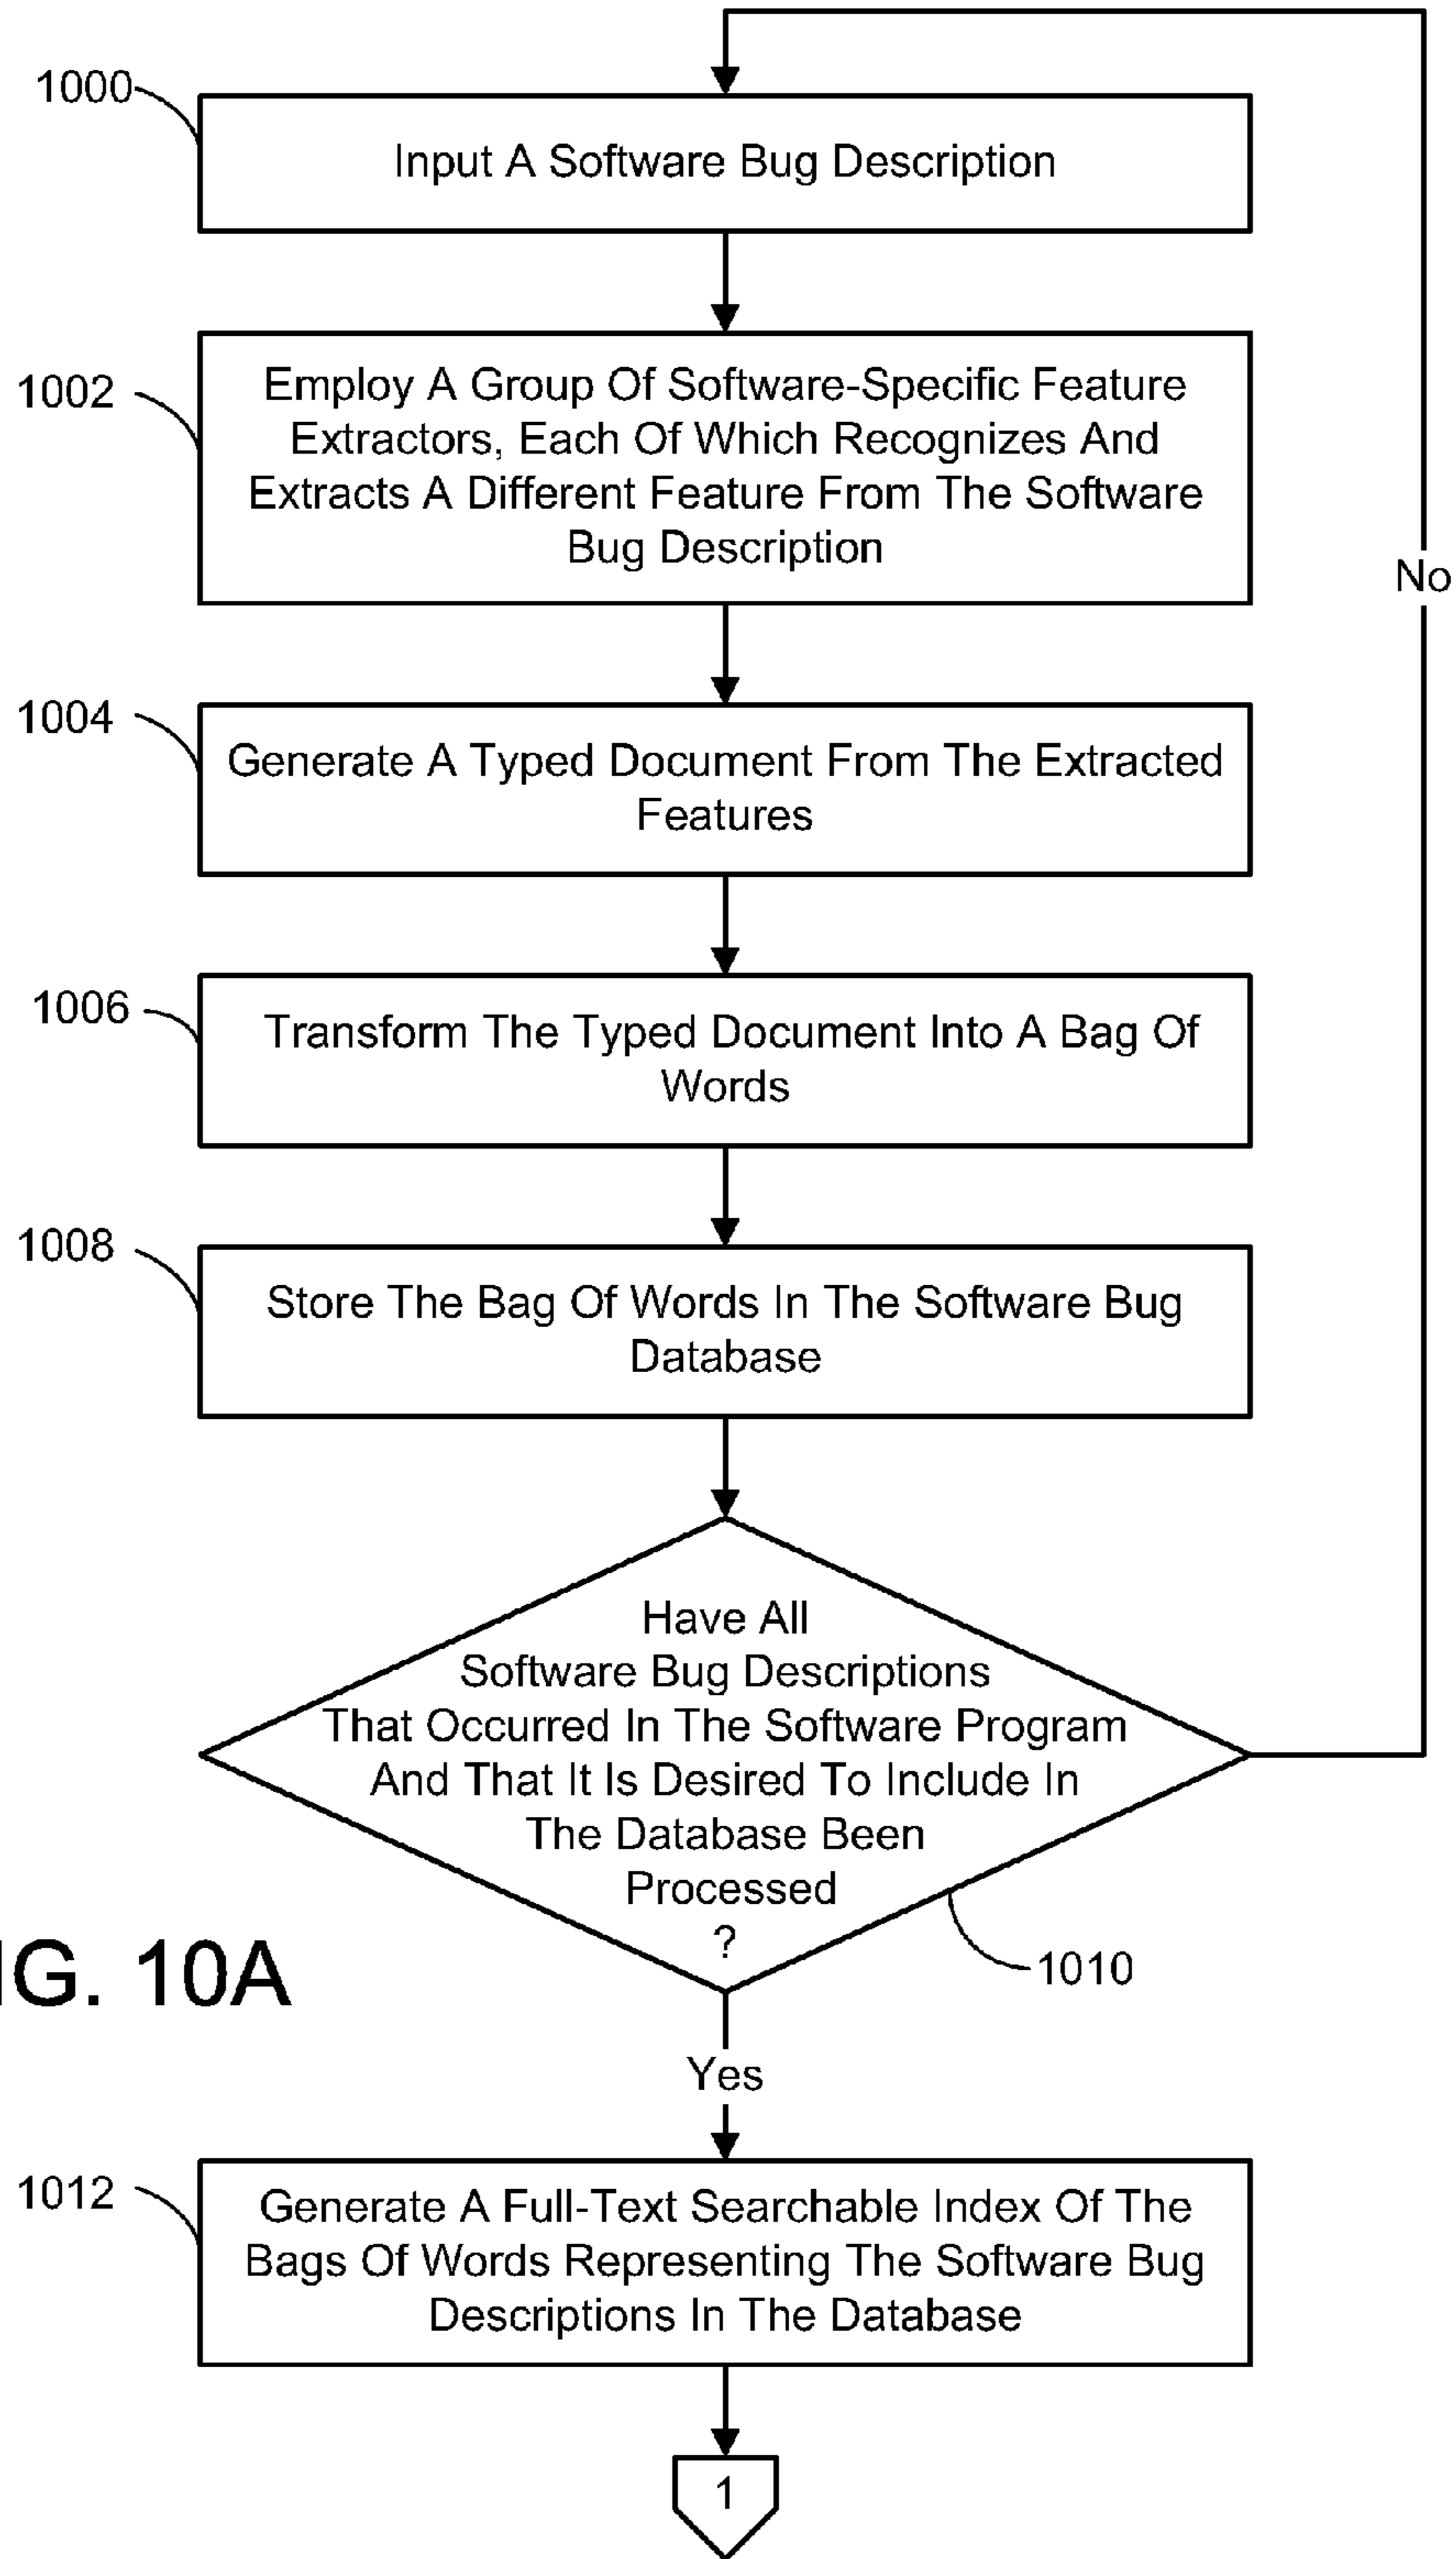 1000
Input A Software Bug Description
1002
Employ A Group Of Software-Specific Feature
Extractors, Each Of Which Recognizes And
Extracts A Different Feature From The Software
Bug Description
No
1004
Generate A Typed Document From The Extracted
Features
1006
Transform The Typed Document Into A Bag Of
Words
1008
Store The Bag Of Words In The Software Bug
Database
Have All
Software Bug Descriptions
That Occurred In The Software Program
And That It Is Desired To Include In
The Database Been
Processed
?
1010
IG. 10A
Yes
1012
Generate A Full-Text Searchable Index Of The
Bags Of Words Representing The Software Bug
Descriptions In The Database
1